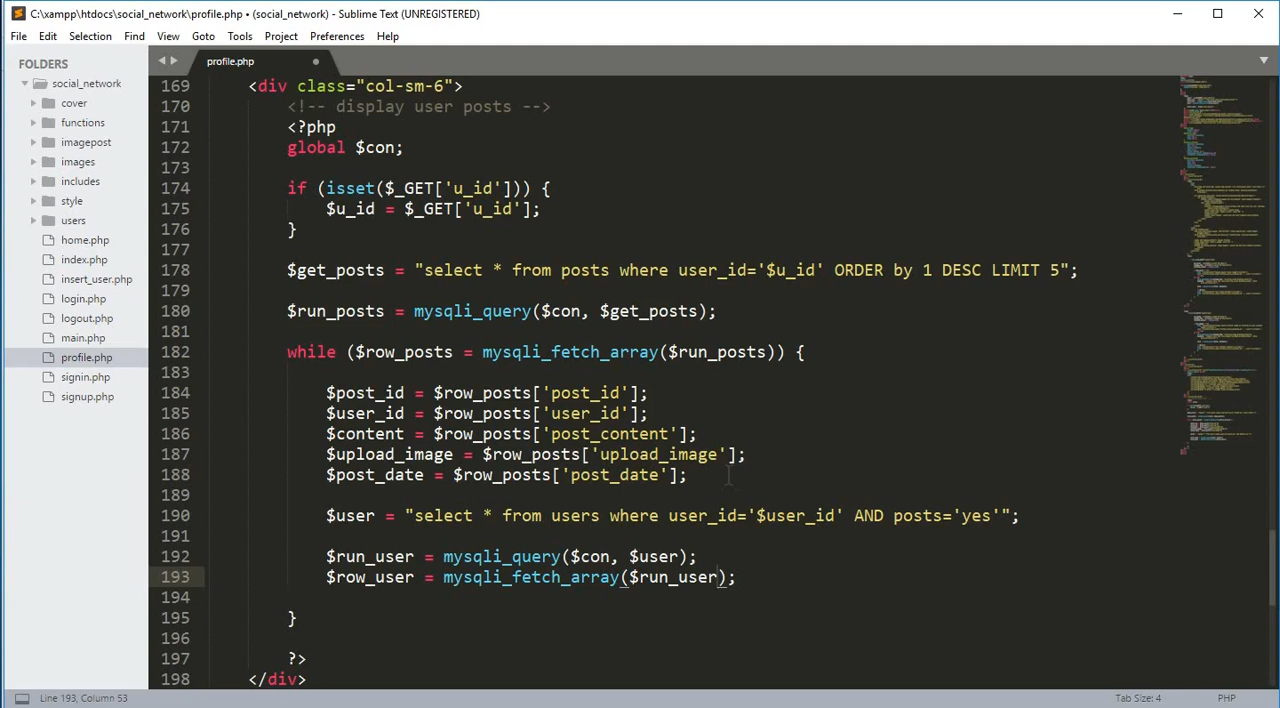 C:\xampp\htdocs\social_network\profile.php • (social_network) - Sublime Text (UNREGISTERED)
File Edit Selection Find View Goto Tools Project Preferences Help
FOLDERS
social_network
cover
functions
imagepost
images
includes
style
users
home.php
index.php
insert_user.php
login.php
logout.php
main.php
profile.php
signin.php
signup.php
profile.php
169 <div class="col-sm-6">
170 <!-- display user posts -->
171 <?php
172 global $con;
173
174 if (isset($_GET['u_id'])) {
175 $u_id = $_GET['u_id'];
176 }
177
178 $get_posts = "select * from posts where user_id='$u_id' ORDER by 1 DESC LIMIT 5";
179
180 $run_posts = mysqli_query($con, $get_posts);
181
182 while ($row_posts = mysqli_fetch_array($run_posts)) {
183
184 $post_id = $row_posts['post_id'];
185 $user_id = $row_posts['user_id'];
186 $content = $row_posts['post_content'];
187 $upload_image = $row_posts['upload_image'];
188 $post_date = $row_posts['post_date'];
189
190 $user = "select * from users where user_id='$user_id' AND posts='yes'";
191
192 $run_user = mysqli_query($con, $user);
193 $row_user = mysqli_fetch_array($run_user);
194
195 }
196
197 ?>
198 </div>
Line 193, Column 53 Tab Size: 4 PHP